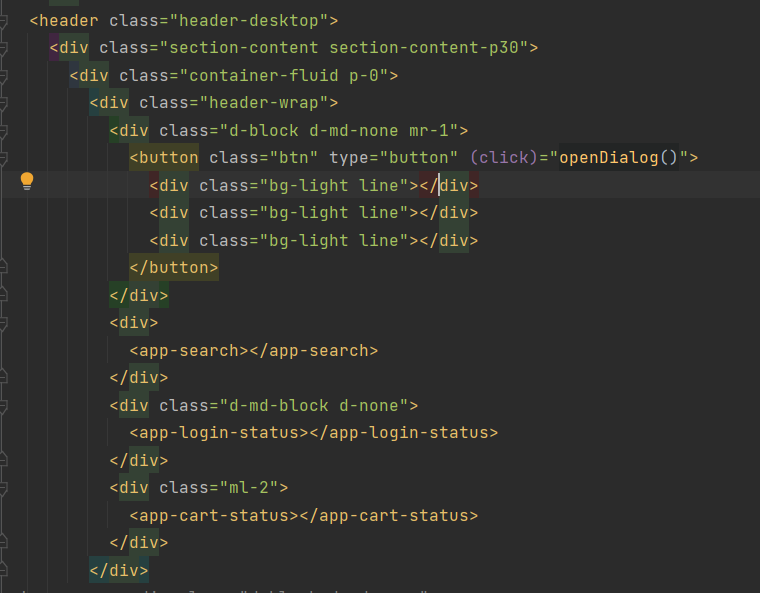 <header class="header-desktop">
<div class="section-content section-content-p30">
<div class="container-fluid p-0">
<div class="header-wrap">
<div class="d-block d-md-none mr-1">
<button class="btn" type="button" (click)="openDialog()">
<div class="bg-light line"></div>
<div class="bg-light line"></div>
<div class="bg-light line"></div>
</button>
</div>
<div>
<app-search></app-search>
</div>
<div class="d-md-block d-none">
<app-login-status></app-login-status>
</div>
<div class="ml-2">
<app-cart-status></app-cart-status>
</div>
</div>